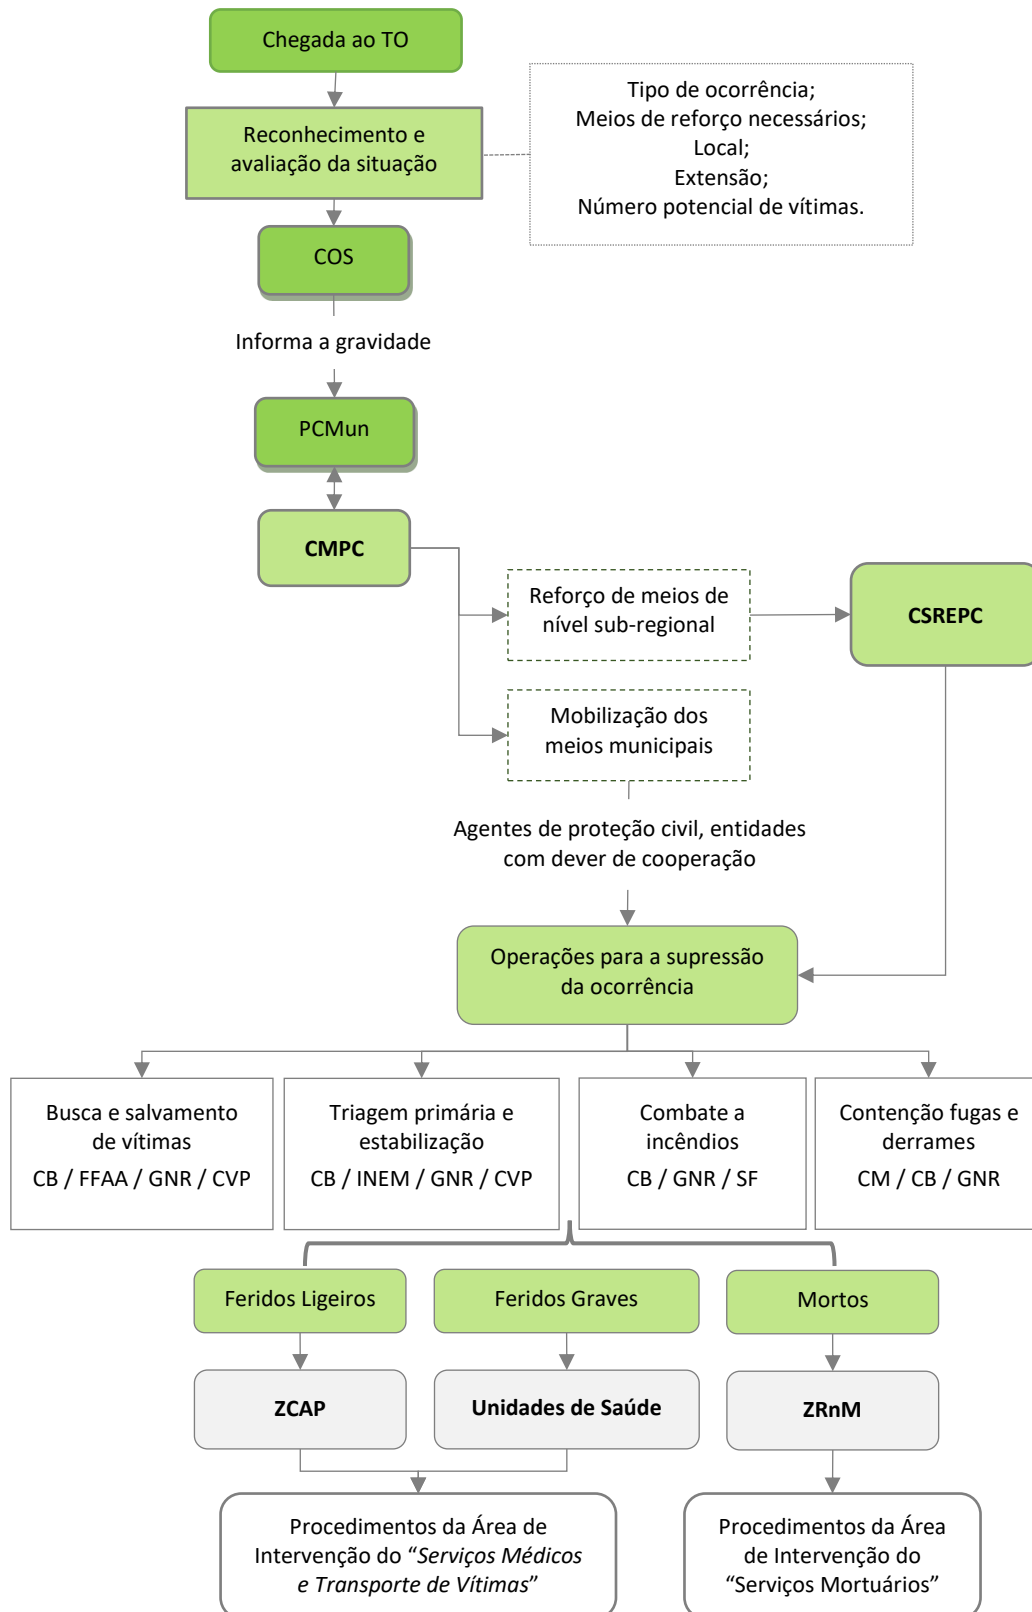 Chegada ao TO
Reconhecimento e
avaliação da situação
Tipo de ocorrência;
Meios de reforço necessários;
Local;
Extensão;
Número potencial de vítimas.
COS
Informa a gravidade
PCMun
CMPC
Reforço de meios de
nível sub-regional
CSREPC
Mobilização dos
meios municipais
Agentes de proteção civil, entidades
com dever de cooperação
Operações para a supressão
da ocorrência
Busca e salvamento
de vítimas
CB / FFAA / GNR / CVP
Triagem primária e
estabilização
CB / INEM / GNR / CVP
Combate a
incêndios
CB / GNR / SF
Contenção fugas e
derrames
CM / CB / GNR
Feridos Ligeiros
Feridos Graves
Mortos
ZCAP
Unidades de Saúde
ZRnM
Procedimentos da Área de
Intervenção do “Serviços Médicos
e Transporte de Vítimas”
Procedimentos da Área
de Intervenção do
“Serviços Mortuários”